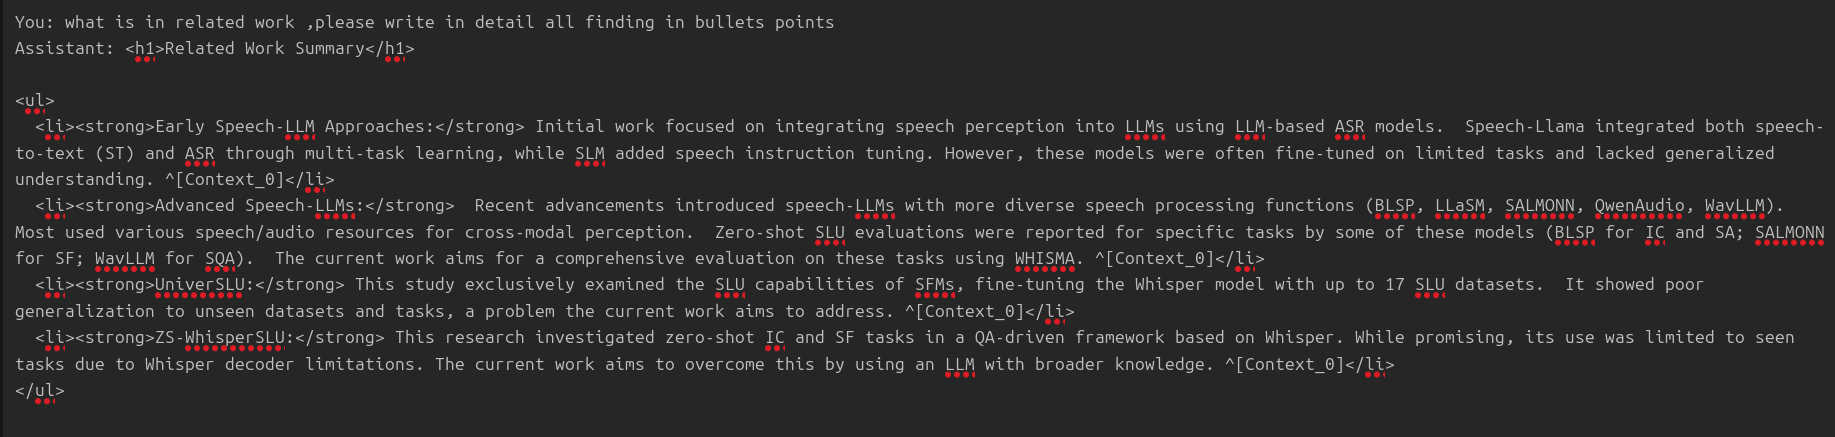 You: what is in related work ,please write in detail all finding in bullets points
Assistant: <h1>Related Work Summary</h1>
<ul>
<li><strong>Early Speech-LLM Approaches:</strong> Initial work focused on integrating speech perception into LLMs using LLM-based ASR models.  Speech-Llama integrated both speech-
to-text (ST) and ASR through multi-task learning, while SLM added speech instruction tuning. However, these models were often fine-tuned on limited tasks and lacked generalized
understanding. ^[Context_0]</li>
<li><strong>Advanced Speech-LLMs:</strong>  Recent advancements introduced speech-LLMs with more diverse speech processing functions (BLSP, LLaSM, SALMONN, QwenAudio, WavLLM).
Most used various speech/audio resources for cross-modal perception.  Zero-shot SLU evaluations were reported for specific tasks by some of these models (BLSP for IC and SA; SALMONN
for SF; WavLLM for SQA).  The current work aims for a comprehensive evaluation on these tasks using WHISMA. ^[Context_0]</li>
<li><strong>UniverSLU:</strong> This study exclusively examined the SLU capabilities of SFMs, fine-tuning the Whisper model with up to 17 SLU datasets.  It showed poor
generalization to unseen datasets and tasks, a problem the current work aims to address. ^[Context_0]</li>
<li><strong>ZS-WhisperSLU:</strong> This research investigated zero-shot IC and SF tasks in a QA-driven framework based on Whisper. While promising, its use was limited to seen
tasks due to Whisper decoder limitations. The current work aims to overcome this by using an LLM with broader knowledge. ^[Context_0]</li>
</ul>